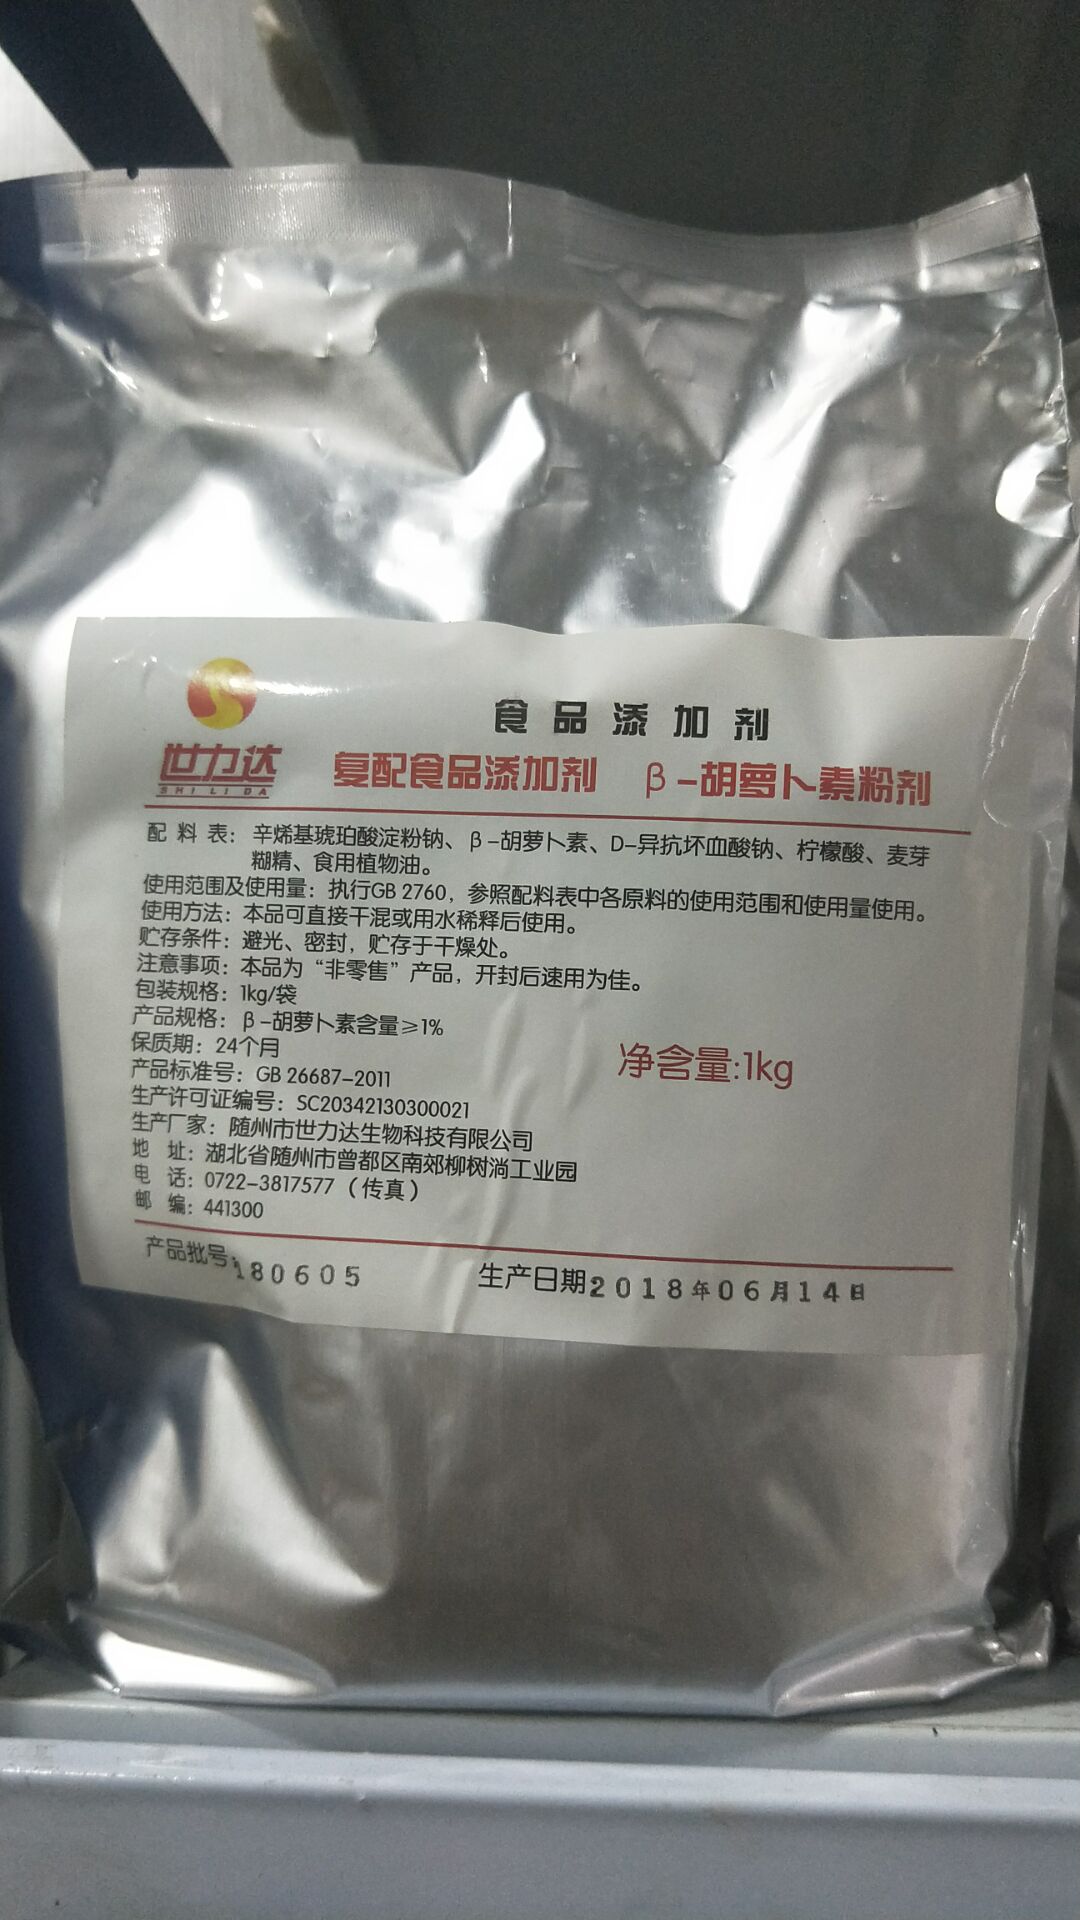 食品添加剂
世力达
SHI LI DA
复配食品添加剂 β-胡萝卜素粉剂
配料表：辛烯基琥珀酸淀粉钠、β-胡萝卜素、D-异抗坏血酸钠、柠檬酸、麦芽
糊精、食用植物油。
使用范围及使用量：执行GB 2760，参照配料表中各原料的使用范围和使用量使用。
使用方法：本品可直接干混或用水稀释后使用。
贮存条件：避光、密封，贮存于干燥处。
注意事项：本品为“非零售”产品，开封后速用为佳。
包装规格：1kg/袋
产品规格：β-胡萝卜素含量≥1%
保质期：24个月
净含量:1kg
产品标准号：GB 26687-2011
生产许可证编号：SC20342130300021
生产厂家：随州市世力达生物科技有限公司
地 址：湖北省随州市曾都区南郊柳树淌工业园
电 话：0722-3817577（传真）
邮 编：441300
产品批号：180605 生产日期2018年06月14日